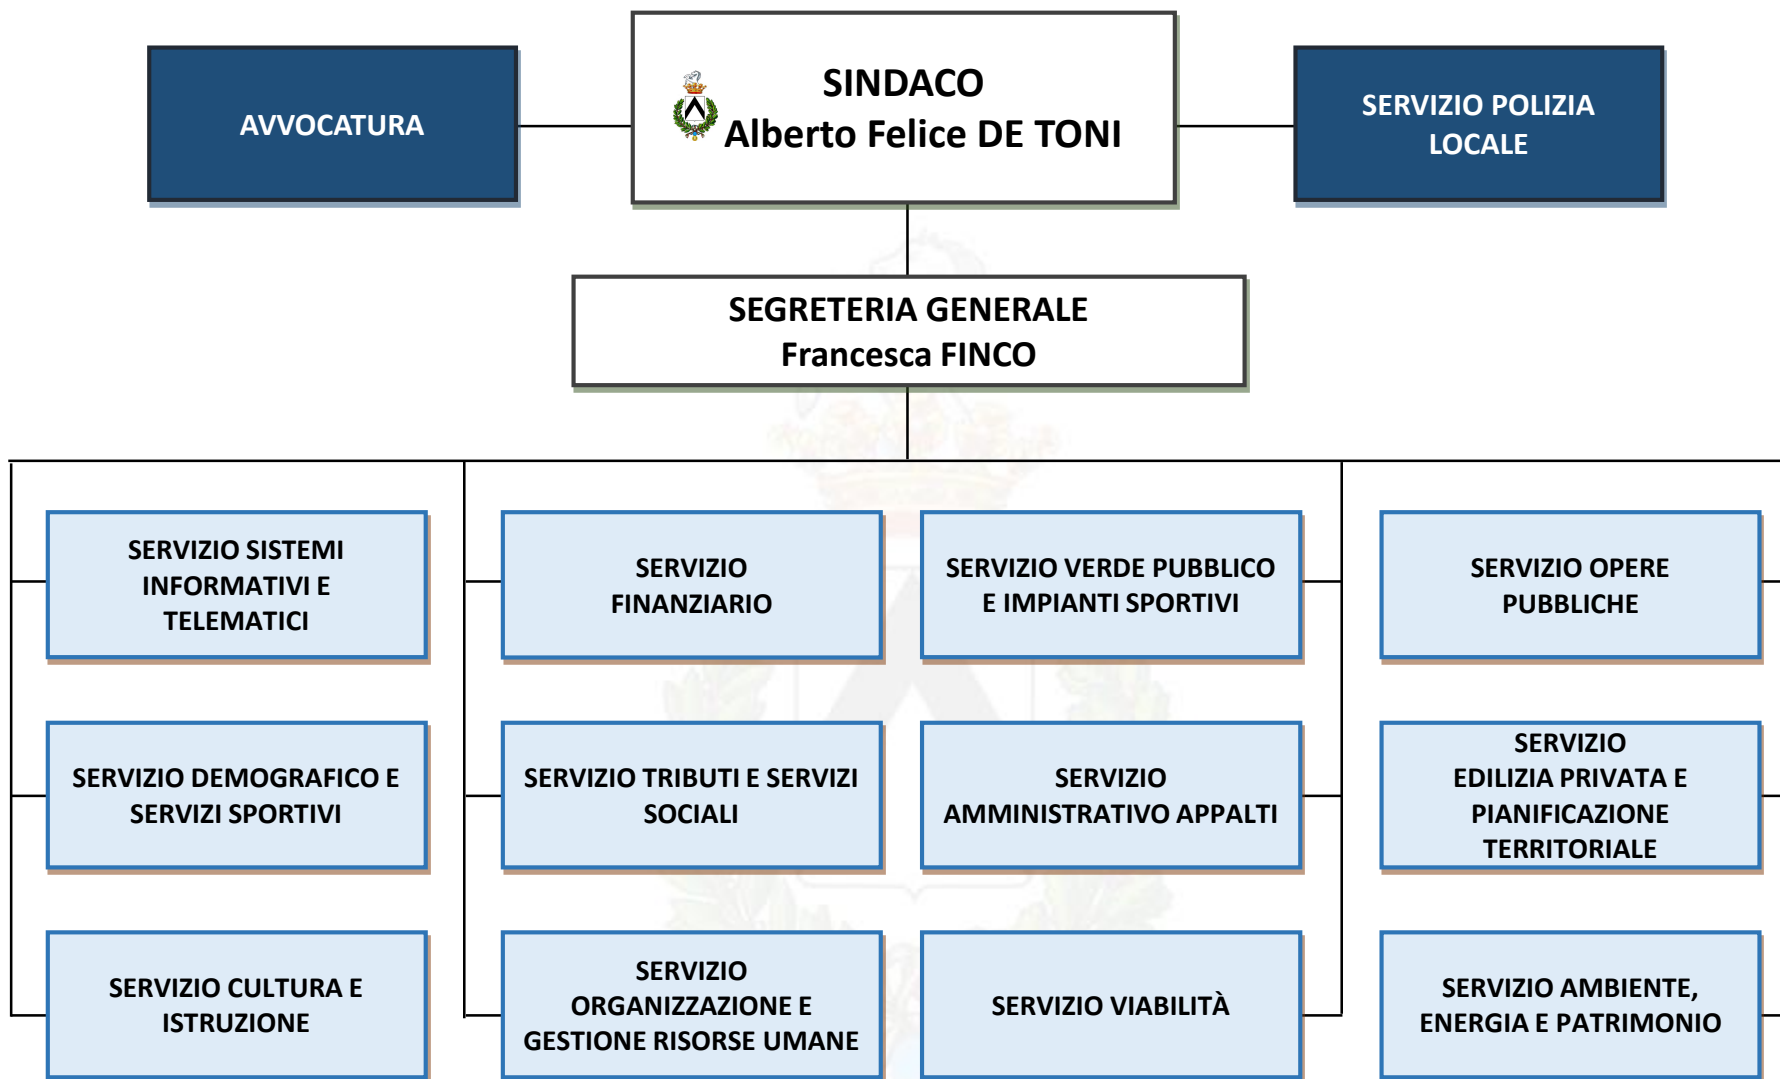 AVVOCATURA
SINDACO
Alberto Felice DE TONI
SERVIZIO POLIZIA
LOCALE
SEGRETERIA GENERALE
Francesca FINCO
SERVIZIO SISTEMI
INFORMATIVI E
TELEMATICI
SERVIZIO
FINANZIARIO
SERVIZIO VERDE PUBBLICO
E IMPIANTI SPORTIVI
SERVIZIO OPERE
PUBBLICHE
SERVIZIO DEMOGRAFICO E
SERVIZI SPORTIVI
SERVIZIO TRIBUTI E SERVIZI
SOCIALI
SERVIZIO
AMMINISTRATIVO APPALTI
SERVIZIO
EDILIZIA PRIVATA E
PIANIFICAZIONE
TERRITORIALE
SERVIZIO CULTURA E
ISTRUZIONE
SERVIZIO
ORGANIZZAZIONE E
GESTIONE RISORSE UMANE
SERVIZIO VIABILITÀ
SERVIZIO AMBIENTE,
ENERGIA E PATRIMONIO